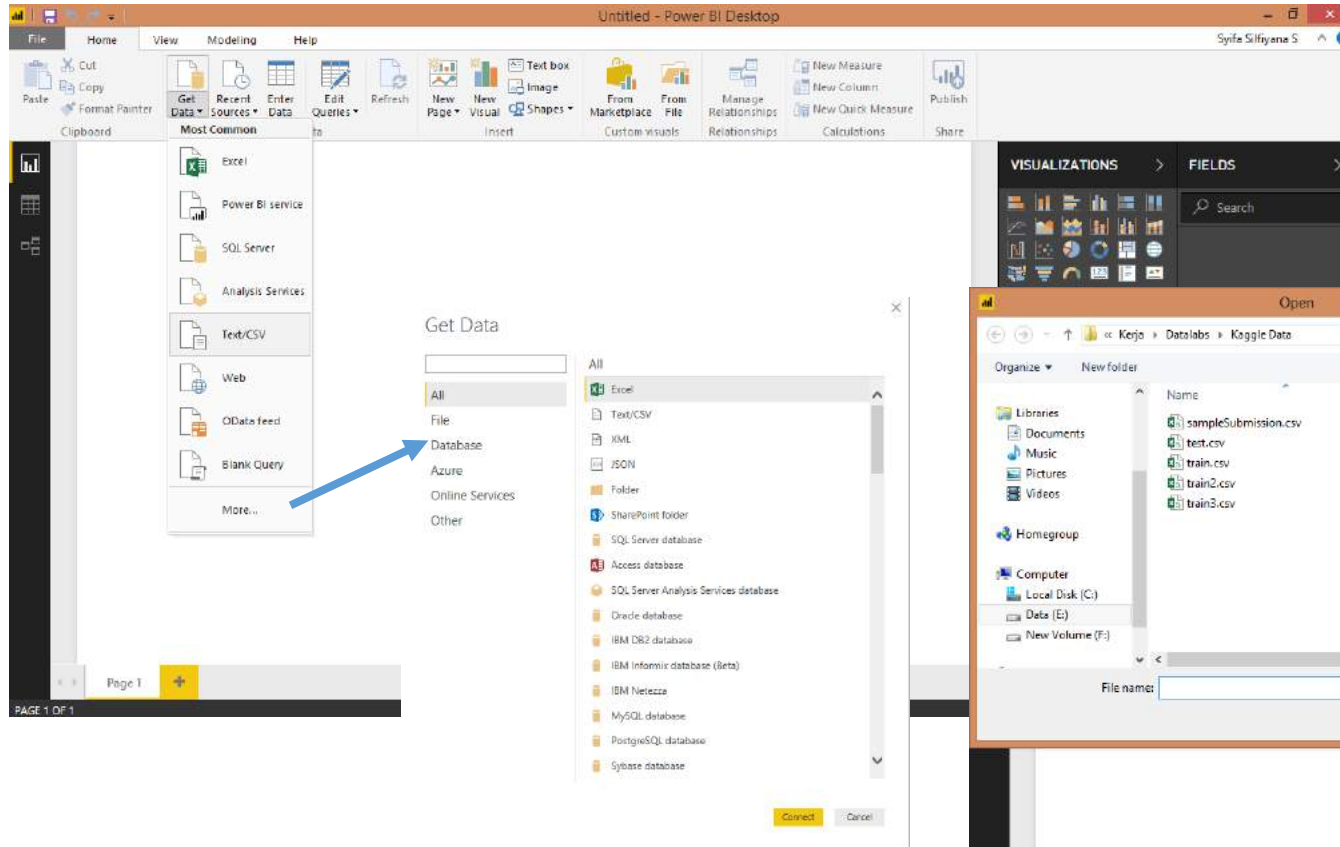 Untitled - Power BI Desktop
File Home View Modeling Help
Syifa Silfiyana S
Paste
Cut
Copy
Format Painter
Clipboard
Get Data
Recent Sources
Enter Data
Edit Queries
Refresh
New Page
New Visual
Text box
Image
Shapes
Insert
From Marketplace
From File
Custom visuals
Manage Relationships
Relationships
New Measure
New Column
New Quick Measure
Calculations
Publish
Share
Most Common
Excel
Power BI service
SQL Server
Analysis Services
Text/CSV
Web
OData feed
Blank Query
More...
VISUALIZATIONS
FIELDS
Search
Get Data
All
File
Database
Azure
Online Services
Other
All
Excel
Text/CSV
XML
JSON
Folder
SharePoint folder
SQL Server database
Access database
SQL Server Analysis Services database
Oracle database
IBM DB2 database
IBM Informix database (Beta)
IBM Netezza
MySQL database
PostgreSQL database
Sybase database
Connect
Cancel
Open
« Kerja Datalabs Kaggle Data
Organize New folder
Libraries
Documents
Music
Pictures
Videos
Homegroup
Computer
Local Disk (C:)
Data (E:)
New Volume (F:)
Name
sampleSubmission.csv
test.csv
train.csv
train2.csv
train3.csv
File name:
Page 1
PAGE 1 OF 1